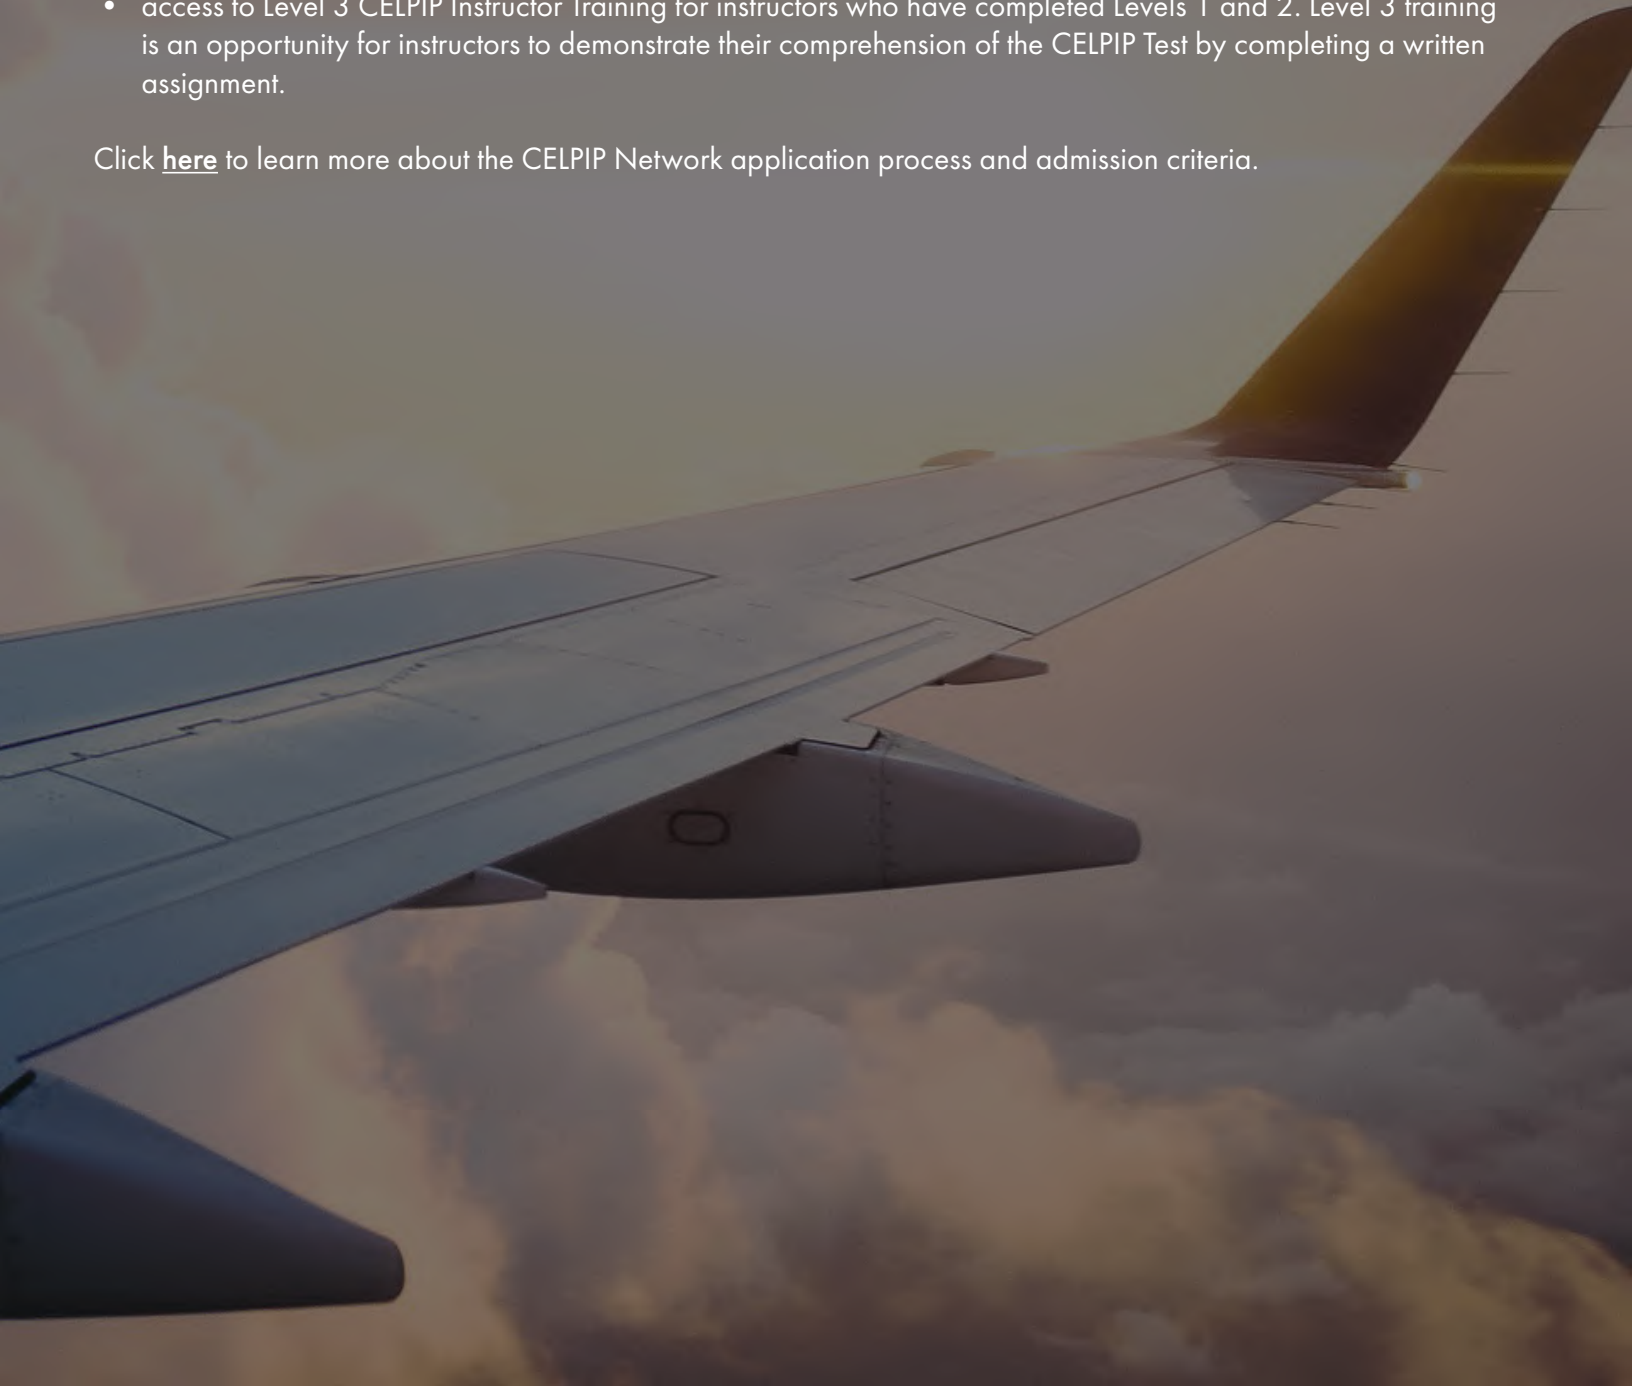 • access to Level 3 CELPIP Instructor Training for instructors who have completed Levels 1 and 2. Level 3 training
is an opportunity for instructors to demonstrate their comprehension of the CELPIP Test by completing a written
assignment.
Click here to learn more about the CELPIP Network application process and admission criteria.